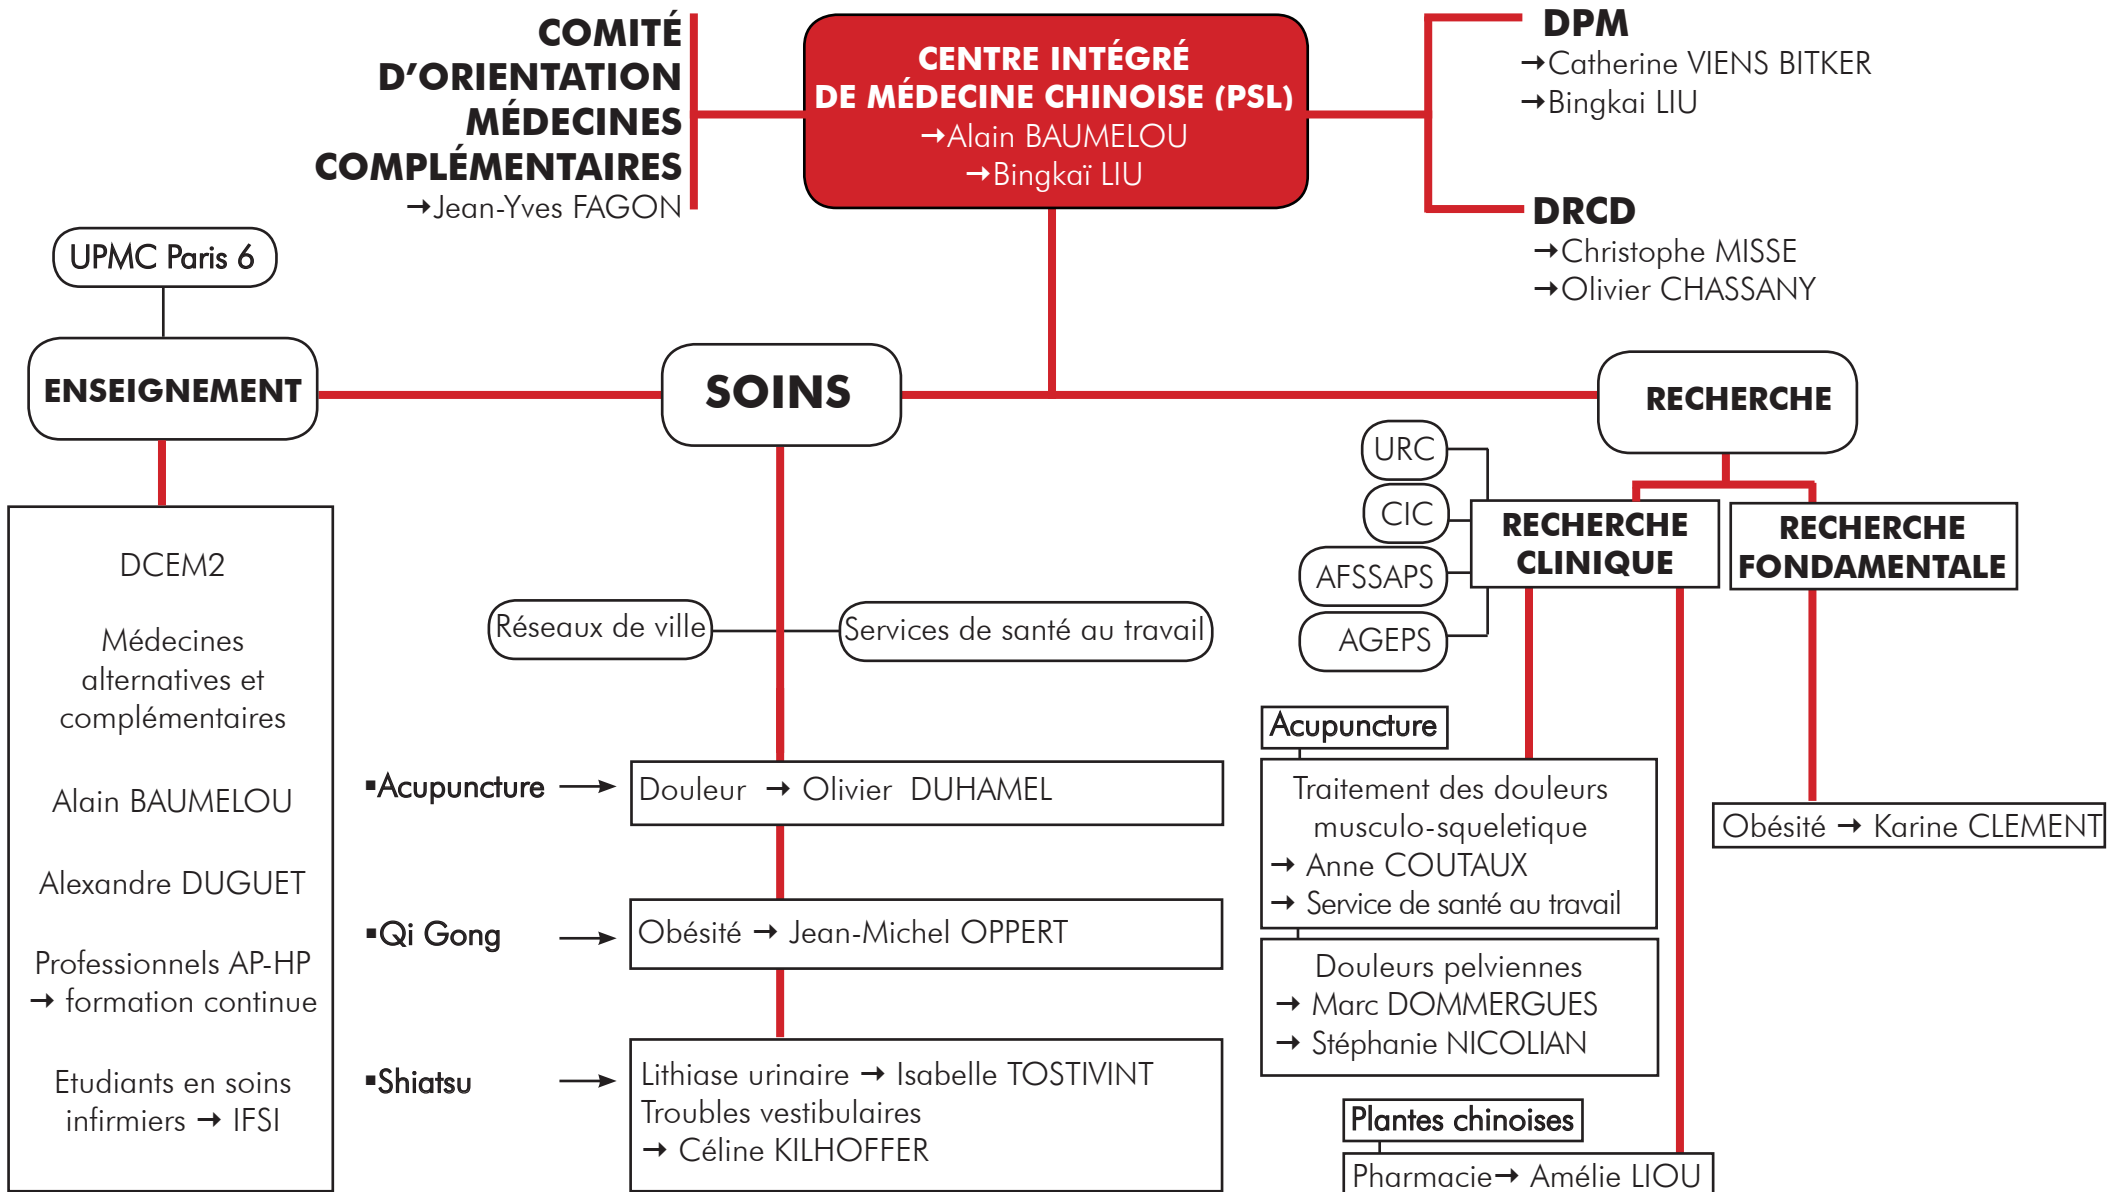 COMITÉ
D’ORIENTATION
MÉDECINES
COMPLÉMENTAIRES
→Jean-Yves FAGON
CENTRE INTÉGRÉ
DE MÉDECINE CHINOISE (PSL)
→Alain BAUMELOU
→Bingkaï LIU
DPM
→Catherine VIENS BITKER
→Bingkai LIU
DRCD
→Christophe MISSE
→Olivier CHASSANY
UPMC Paris 6
ENSEIGNEMENT
SOINS
RECHERCHE
DCEM2
Médecines
alternatives et
complémentaires
Alain BAUMELOU
Alexandre DUGUET
Professionnels AP-HP
→ formation continue
Etudiants en soins
infirmiers → IFSI
Réseaux de ville
Services de santé au travail
▪Acupuncture →
Douleur → Olivier DUHAMEL
▪Qi Gong →
Obésité → Jean-Michel OPPERT
▪Shiatsu →
Lithiase urinaire → Isabelle TOSTIVINT
Troubles vestibulaires
→ Céline KILHOFFER
URC
CIC
AFSSAPS
AGEPS
RECHERCHE
CLINIQUE
RECHERCHE
FONDAMENTALE
Acupuncture
Traitement des douleurs
musculo-squeletique
→ Anne COUTAUX
→ Service de santé au travail
Douleurs pelviennes
→ Marc DOMMERGUES
→ Stéphanie NICOLIAN
Plantes chinoises
Pharmacie→ Amélie LIOU
Obésité → Karine CLEMENT